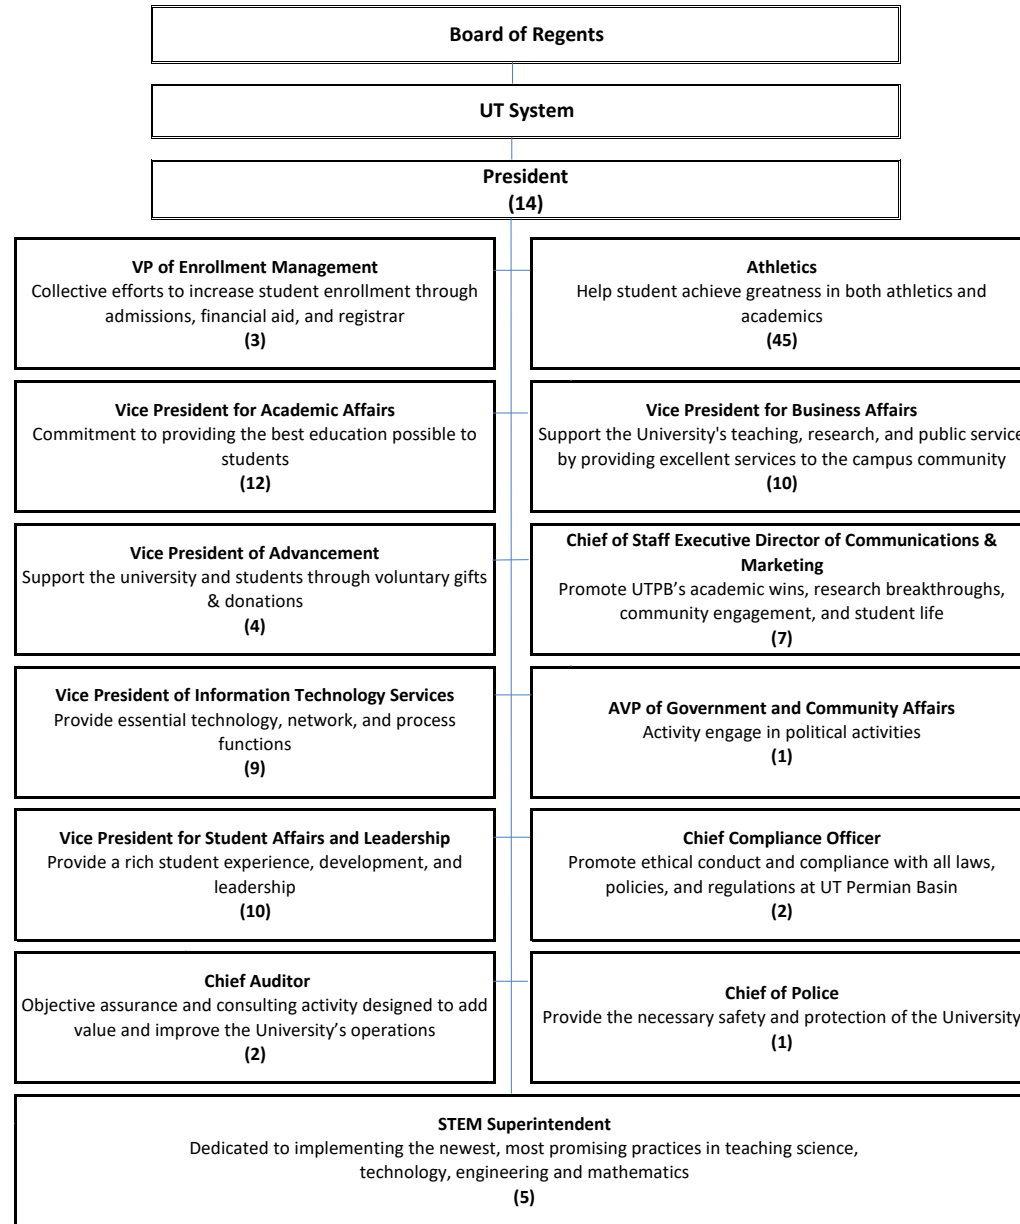 Board of Regents
UT System
President
(14)
VP of Enrollment Management
Collective efforts to increase student enrollment through
admissions, financial aid, and registrar
(3)
Athletics
Help student achieve greatness in both athletics and
academics
(45)
Vice President for Academic Affairs
Commitment to providing the best education possible to
students
(12)
Vice President for Business Affairs
Support the University's teaching, research, and public service
by providing excellent services to the campus community
(10)
Vice President of Advancement
Support the university and students through voluntary gifts
& donations
(4)
Chief of Staff Executive Director of Communications &
Marketing
Promote UTPB’s academic wins, research breakthroughs,
community engagement, and student life
(7)
Vice President of Information Technology Services
Provide essential technology, network, and process
functions
(9)
AVP of Government and Community Affairs
Activity engage in political activities
(1)
Vice President for Student Affairs and Leadership
Provide a rich student experience, development, and
leadership
(10)
Chief Compliance Officer
Promote ethical conduct and compliance with all laws,
policies, and regulations at UT Permian Basin
(2)
Chief Auditor
Objective assurance and consulting activity designed to add
value and improve the University’s operations
(2)
Chief of Police
Provide the necessary safety and protection of the University
(1)
STEM Superintendent
Dedicated to implementing the newest, most promising practices in teaching science,
technology, engineering and mathematics
(5)